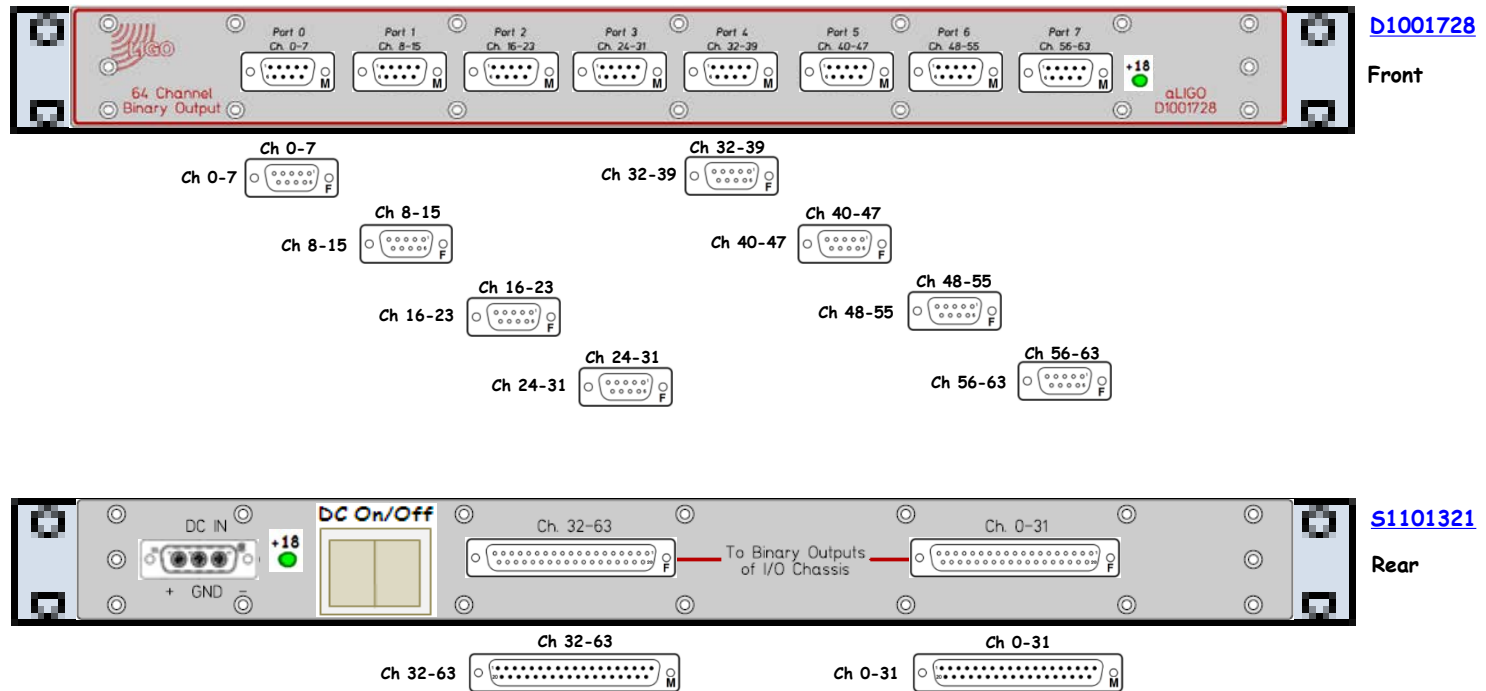 LIGO
64 Channel
Binary Output
Port 0
Ch. 0-7
M
Port 1
Ch. 8-15
M
Port 2
Ch. 16-23
M
Port 3
Ch. 24-31
M
Port 4
Ch. 32-39
M
Port 5
Ch. 40-47
M
Port 6
Ch. 48-55
M
Port 7
Ch. 56-63
M
+18
aLIGO
D1001728
D1001728
Front
Ch 0-7
Ch 0-7
F
Ch 8-15
Ch 8-15
F
Ch 16-23
Ch 16-23
F
Ch 24-31
Ch 24-31
F
Ch 32-39
Ch 32-39
F
Ch 40-47
Ch 40-47
F
Ch 48-55
Ch 48-55
F
Ch 56-63
Ch 56-63
F
DC IN
+ GND -
+18
DC On/Off
Ch. 32-63
F
To Binary Outputs
of I/O Chassis
Ch. 0-31
F
S1101321
Rear
Ch 32-63
Ch 32-63
M
Ch 0-31
Ch 0-31
M